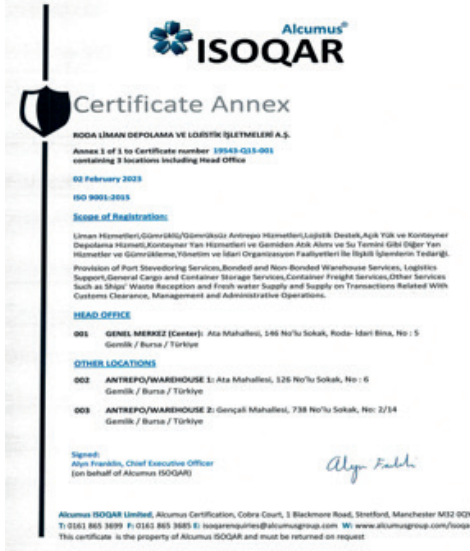 Alcumus®
ISOQAR
Certificate Annex
RODA LİMAN DEPOLAMA VE LOJİSTİK İŞLETMELERİ A.Ş.
Annex 1 of 1 to Certificate number 19543-Q15-001
containing 3 locations including Head Office
02 February 2023
ISO 9001:2015
Scope of Registration:
Liman Hizmetleri,Gümrüklü/Gümrüksüz Antrepo Hizmetleri,Lojistik Destek,Açık Yük ve Konteyner
Depolama Hizmeti,Konteyner Yan Hizmetleri ve Gemiden Atık Alımı ve Su Temini Gibi Diğer Yan
Hizmetler ve Gümrükleme,Yönetim ve İdari Organizasyon Faaliyetleri İle İlişkili İşlemlerin Tedariği.
Provision of Port Stevedoring Services,Bonded and Non-Bonded Warehouse Services, Logistics
Support,General Cargo and Container Storage Services,Container Freight Services,Other Services
Such as Ships' Waste Reception and Fresh water Supply and Supply on Transactions Related With
Customs Clearance, Management and Administrative Operations.
HEAD OFFICE
001 GENEL MERKEZ (Center): Ata Mahallesi, 146 No'lu Sokak, Roda- İdari Bina, No : 5
Gemlik / Bursa / Türkiye
OTHER LOCATIONS
002 ANTREPO/WAREHOUSE 1: Ata Mahallesi, 126 No'lu Sokak, No : 6
Gemlik / Bursa / Türkiye
003 ANTREPO/WAREHOUSE 2: Gençali Mahallesi, 738 No'lu Sokak, No: 2/14
Gemlik / Bursa / Türkiye
Signed:
Alyn Franklin, Chief Executive Officer
(on behalf of Alcumus ISOQAR)
Alcumus ISOQAR Limited, Alcumus Certification, Cobra Court, 1 Blackmore Road, Stretford, Manchester M32 0QY
T: 0161 865 3699 F: 0161 865 3685 E: isoqarenquiries@alcumusgroup.com W: www.alcumusgroup.com/isoqar
This certificate is the property of Alcumus ISOQAR and must be returned on request